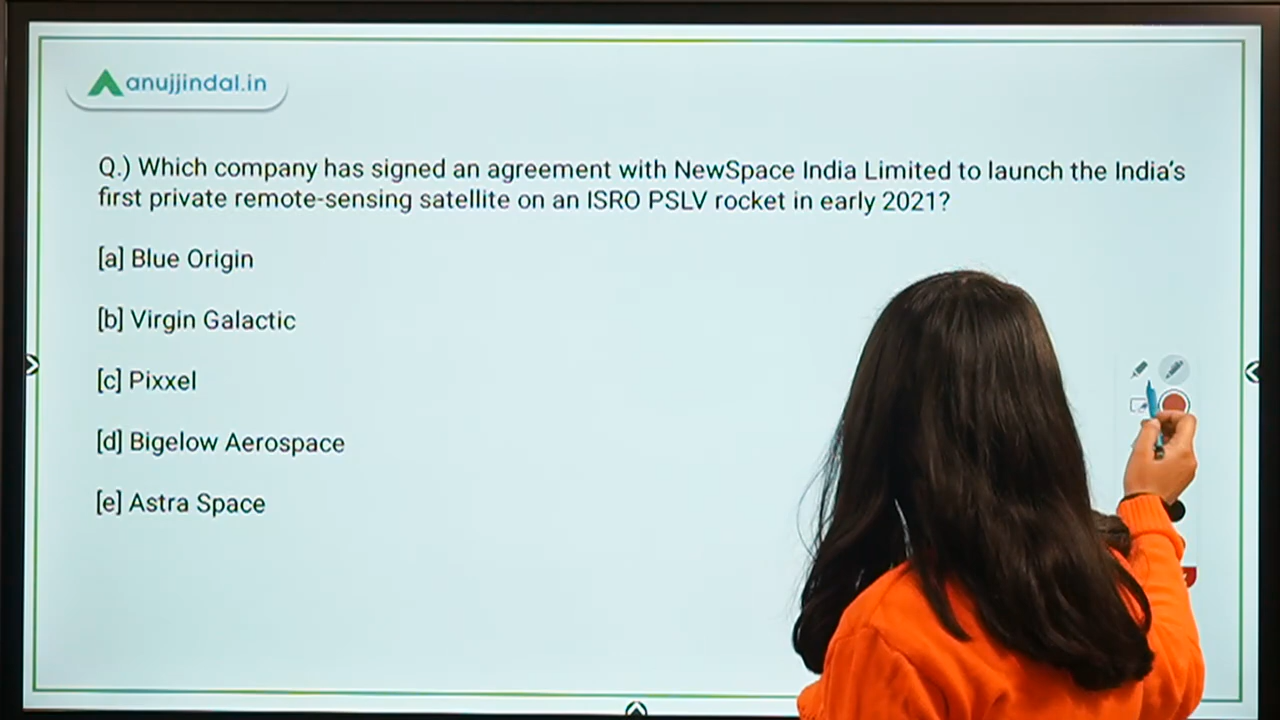 anujjindal.in
Q.) Which company has signed an agreement with NewSpace India Limited to launch the India's
first private remote-sensing satellite on an ISRO PSLV rocket in early 2021?
[a] Blue Origin
[b] Virgin Galactic
[c] Pixxel
[d] Bigelow Aerospace
[e] Astra Space